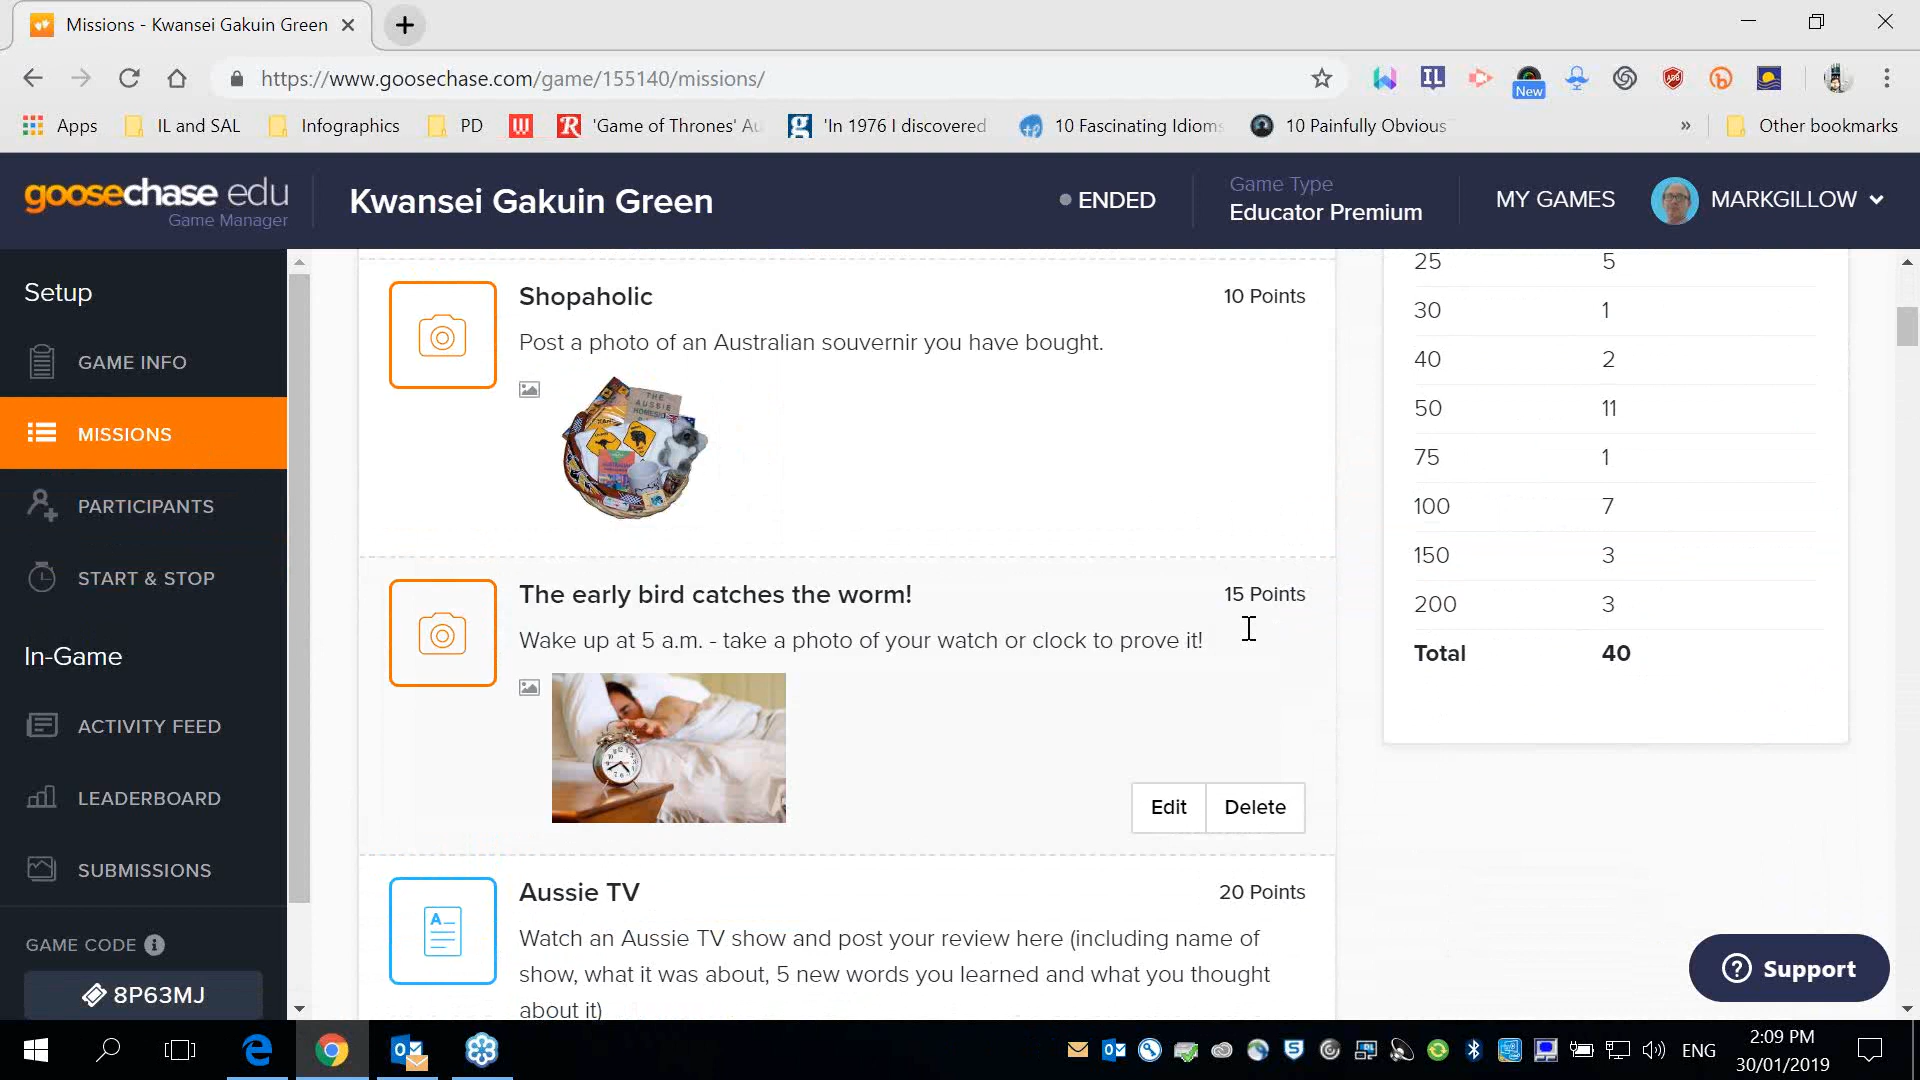 Missions - Kwansei Gakuin Green
https://www.goosechase.com/game/155140/missions/
New
Apps
IL and SAL
Infographics
PD
'Game of Thrones' Au
'In 1976 I discovered
10 Fascinating Idioms
10 Painfully Obvious
»
Other bookmarks
goosechase edu
Game Manager
Kwansei Gakuin Green
ENDED
Game Type
Educator Premium
MY GAMES
MARKGILLOW
Setup
GAME INFO
MISSIONS
PARTICIPANTS
START & STOP
In-Game
ACTIVITY FEED
LEADERBOARD
SUBMISSIONS
GAME CODE
8P63MJ
Shopaholic
10 Points
Post a photo of an Australian souvernir you have bought.
THE
AUSSIE
The early bird catches the worm!
15 Points
Wake up at 5 a.m. - take a photo of your watch or clock to prove it!
Edit
Delete
Aussie TV
20 Points
Watch an Aussie TV show and post your review here (including name of
show, what it was about, 5 new words you learned and what you thought
about it)
25 5
30 1
40 2
50 11
75 1
100 7
150 3
200 3
Total 40
Support
ENG
2:09 PM
30/01/2019